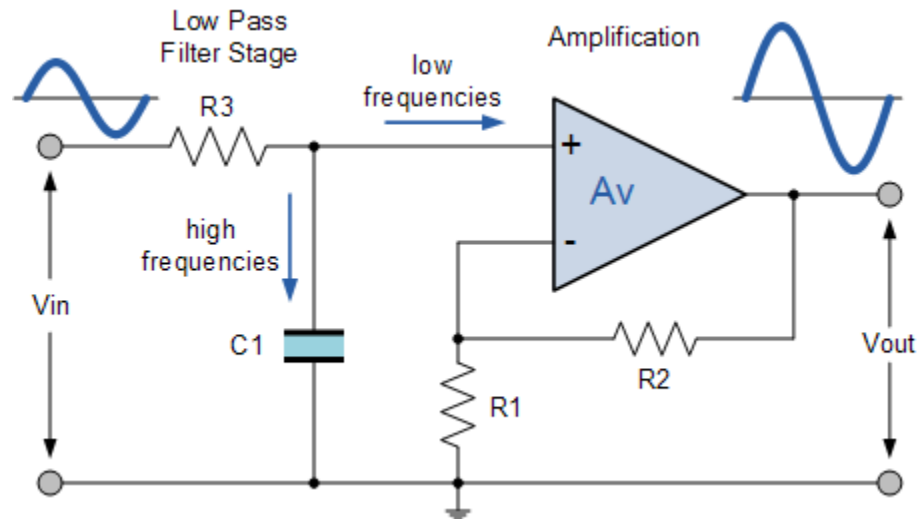 Low Pass
Filter Stage
Amplification
low
frequencies
R3
+
Av
-
high
frequencies
Vin
C1
R2
Vout
R1